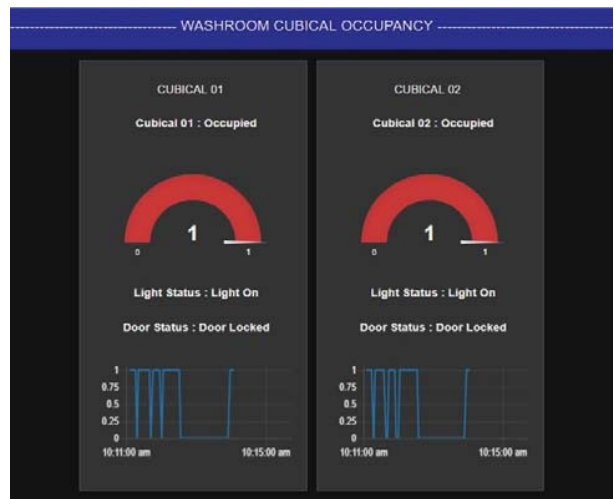 WASHROOM CUBICAL OCCUPANCY
CUBICAL 01
Cubical 01 : Occupied
1
0
1
Light Status : Light On
Door Status : Door Locked
1
0.75
0.5
0.25
0
10:11:00 am
10:15:00 am
CUBICAL 02
Cubical 02 : Occupied
1
0
1
Light Status : Light On
Door Status : Door Locked
1
0.75
0.5
0.25
0
10:11:00 am
10:15:00 am